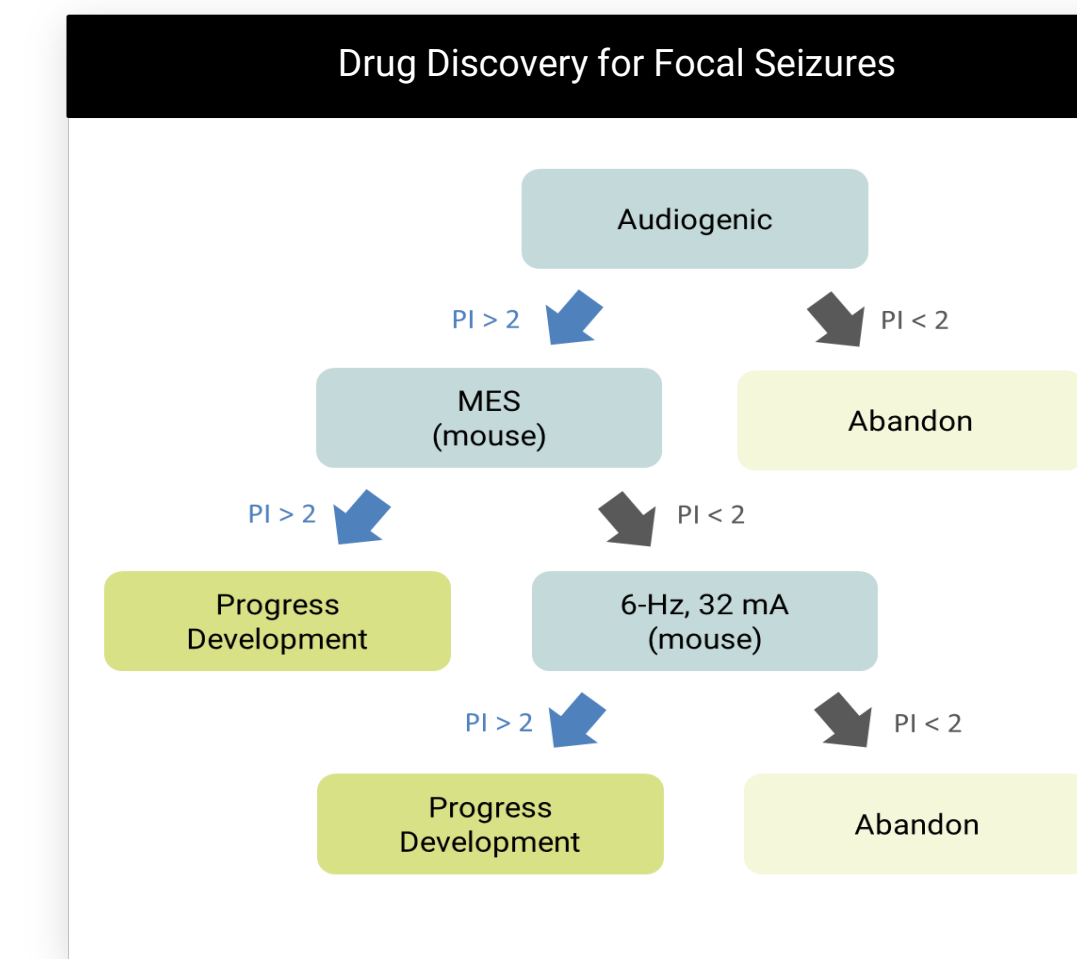 Drug Discovery for Focal Seizures
Audiogenic
PI > 2
PI < 2
MES
(mouse)
Abandon
PI > 2
PI < 2
Progress
Development
6-Hz, 32 mA
(mouse)
PI > 2
PI < 2
Progress
Development
Abandon